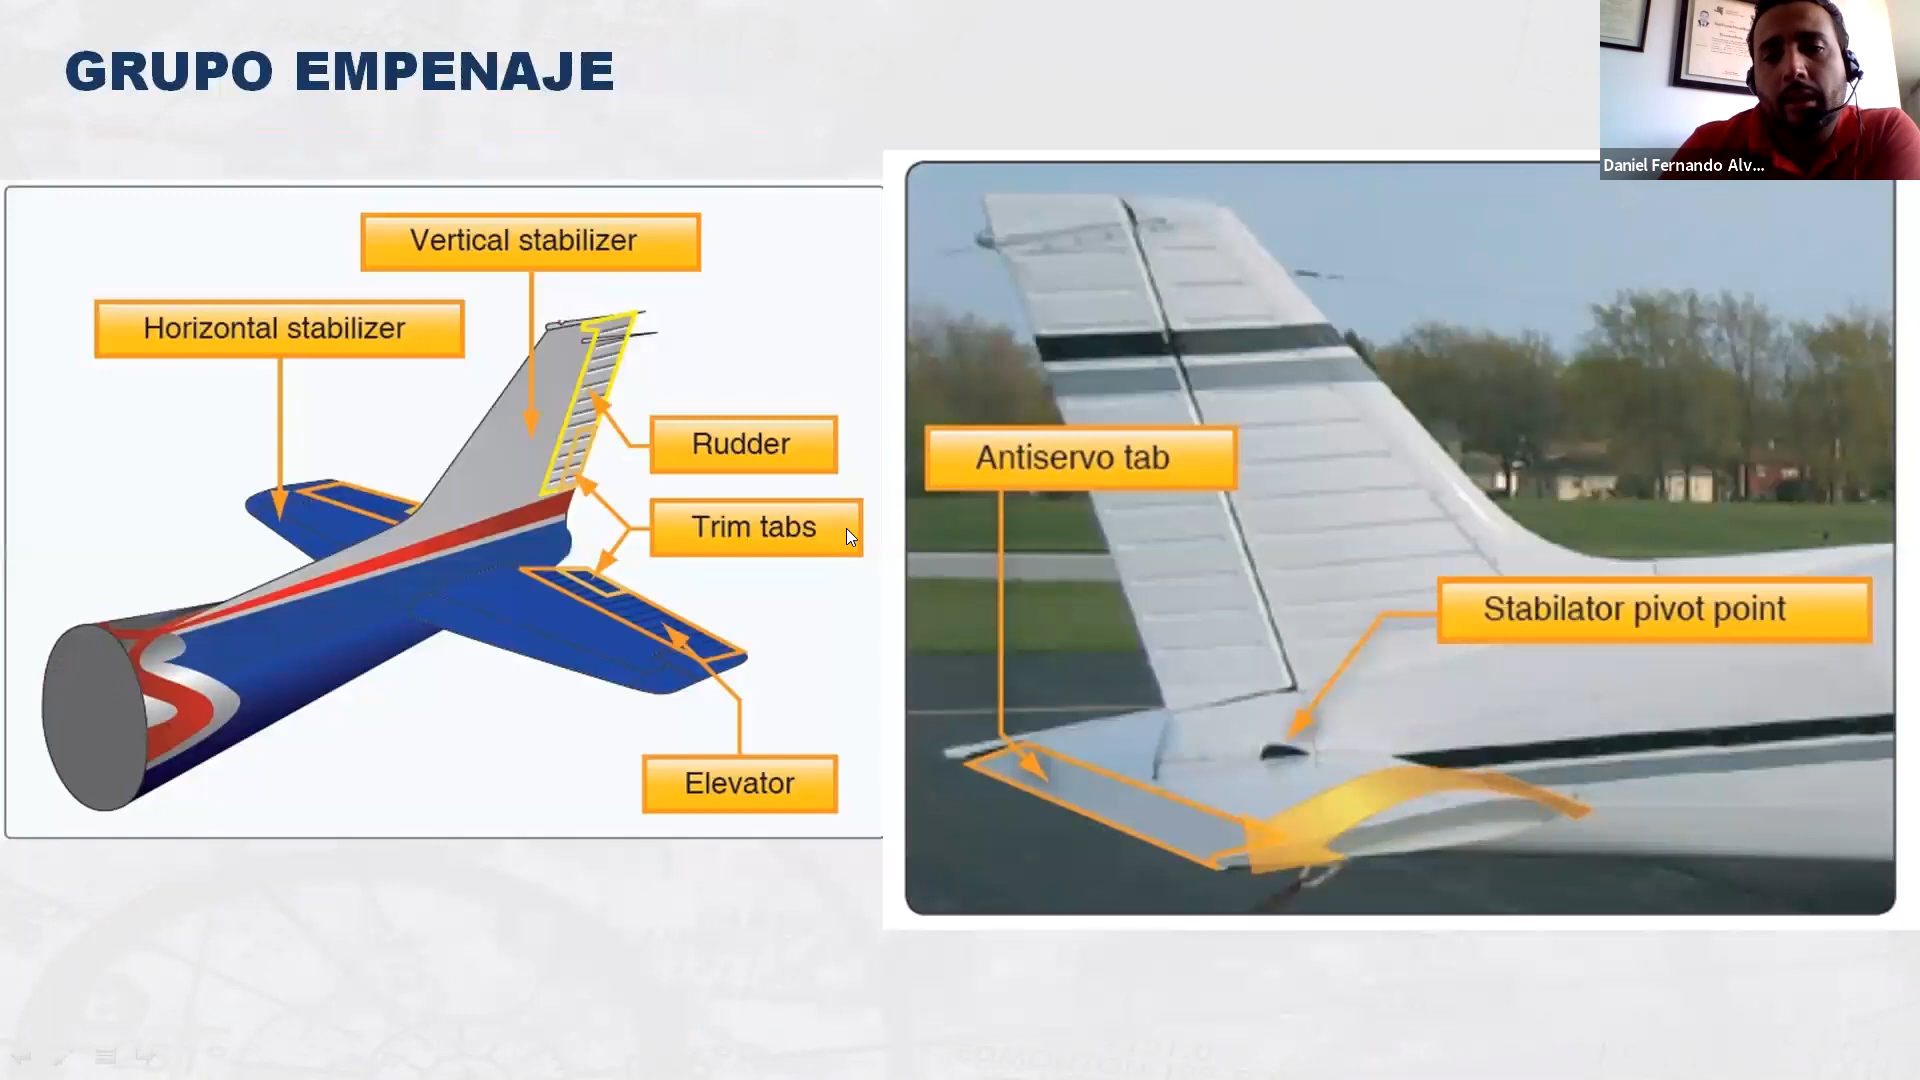 GRUPO EMPENAJE
Daniel Fernando Alv...
Vertical stabilizer
Horizontal stabilizer
Rudder
Trim tabs
Elevator
Antiservo tab
Stabilator pivot point